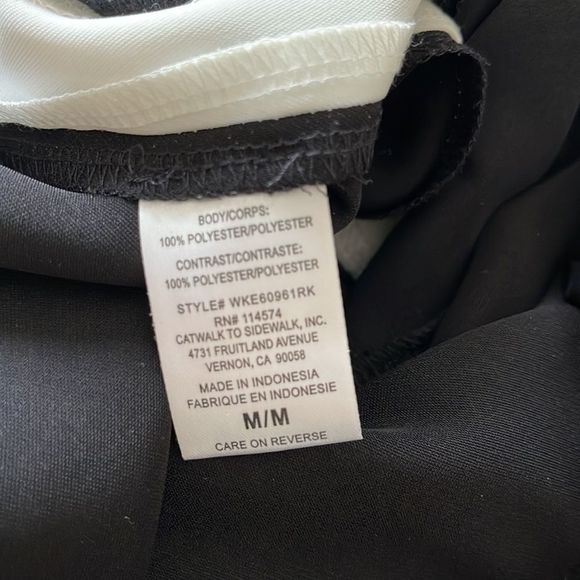 BODY/CORPS:
100% POLYESTER/POLYESTER
CONTRAST/CONTRASTE:
100% POLYESTER/POLYESTER
STYLE# WKE60961RK
RN# 114574
CATWALK TO SIDEWALK, INC.
4731 FRUITLAND AVENUE
VERNON, CA 90058
MADE IN INDONESIA
FABRIQUE EN INDONESIE
M/M
CARE ON REVERSE